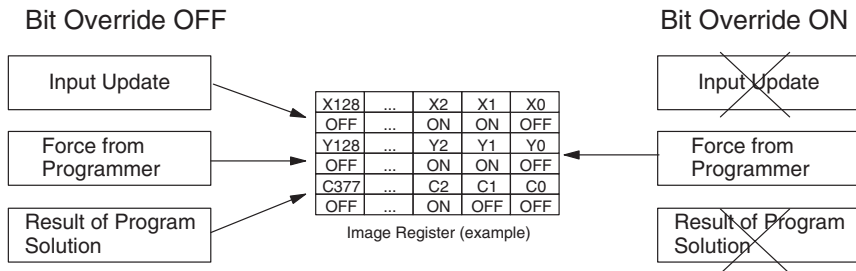 Bit Override OFF
Bit Override ON
Input Update
Force from
Programmer
Result of Program
Solution
X128 ... X2 X1 X0
OFF ... ON ON OFF
Y128 ... Y2 Y1 Y0
OFF ... ON ON OFF
C377 ... C2 C1 C0
OFF ... ON OFF OFF
Image Register (example)
Input Update
Force from
Programmer
Result of Program
Solution